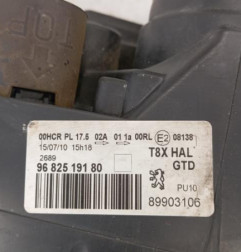 00HCR PL 17.5 02A 01 1a 00RL E2 08138
15/07/10 15h18
2689
T8X HAL
GTD
96 825 191 80
PU10
89903106